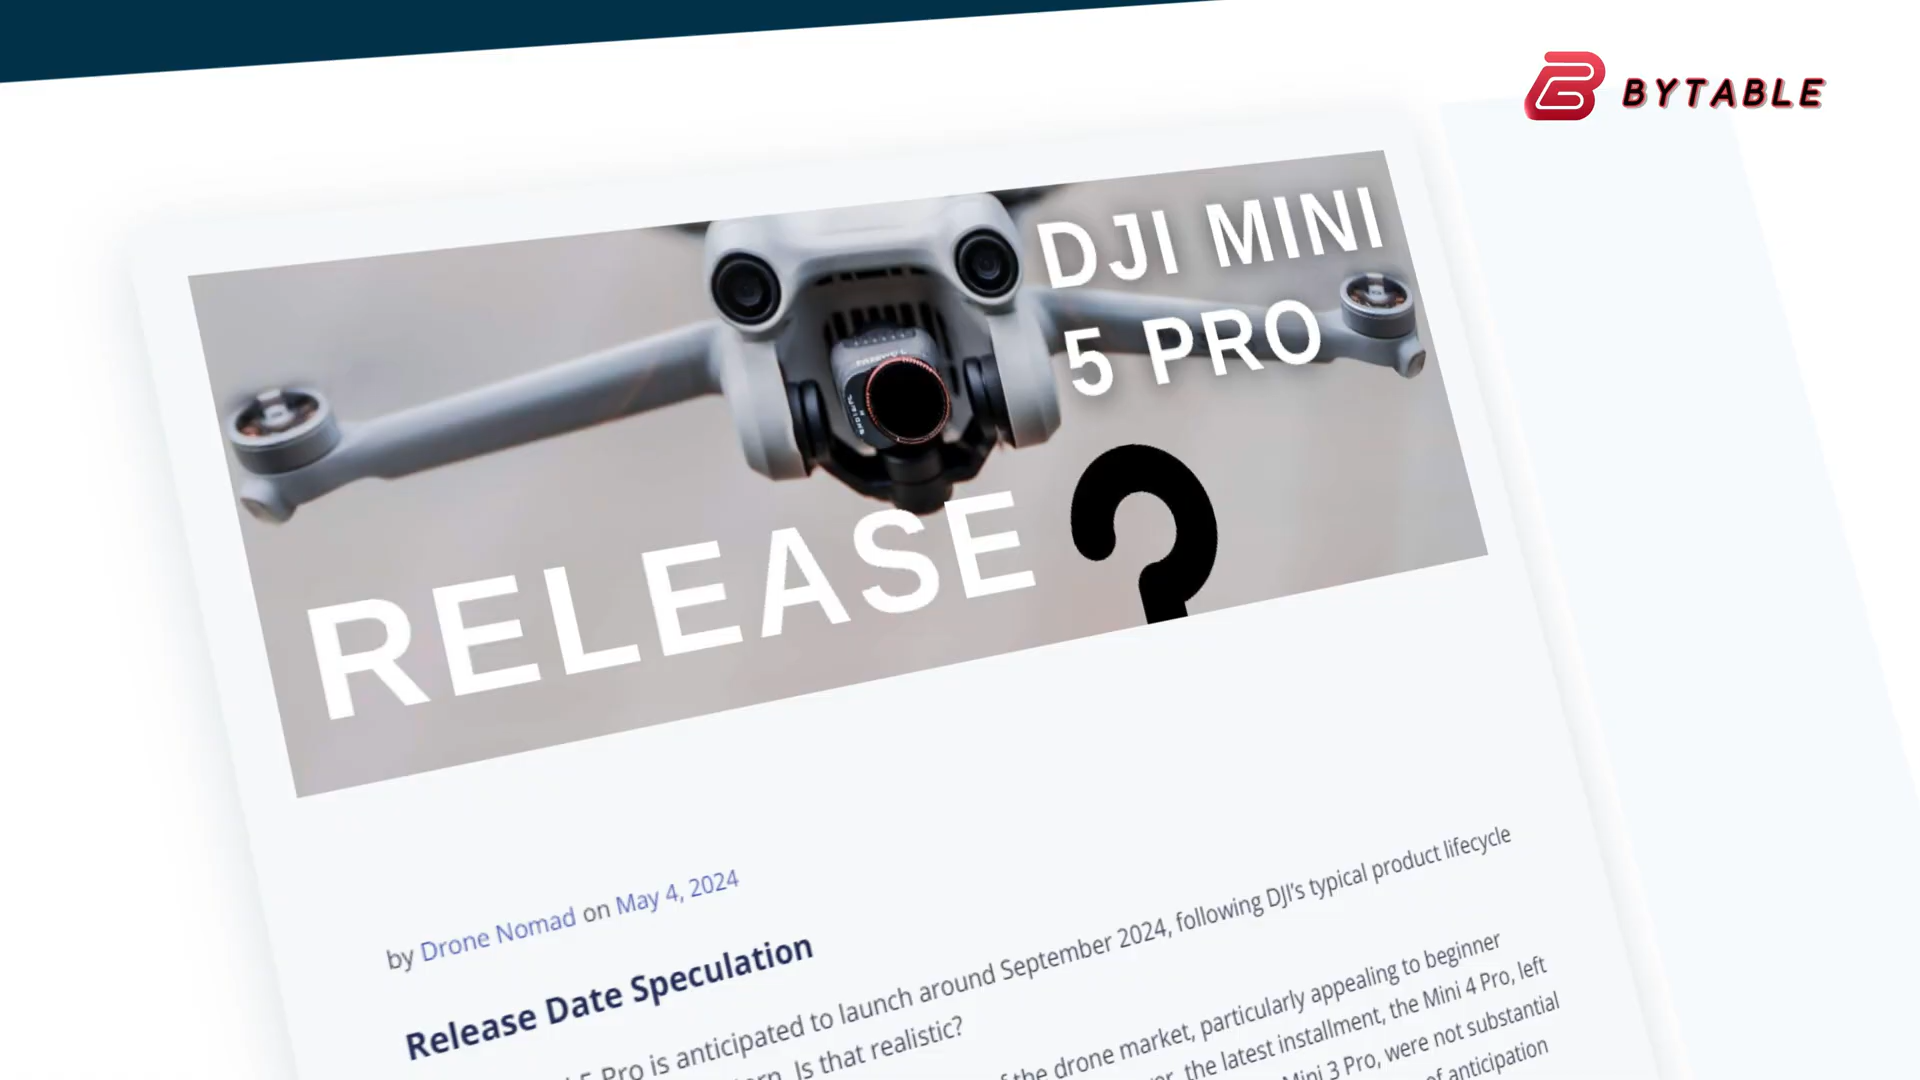 BYTABLE
DJI MINI
5 PRO
RELEASE ?
by Drone Nomad on May 4, 2024
Release Date Speculation
5 Pro is anticipated to launch around September 2024, following DJI's typical product lifecycle
Is that realistic?
the drone market, particularly appealing to beginner
the latest installment, the Mini 4 Pro, left
Mini 3 Pro, were not substantial
of anticipation